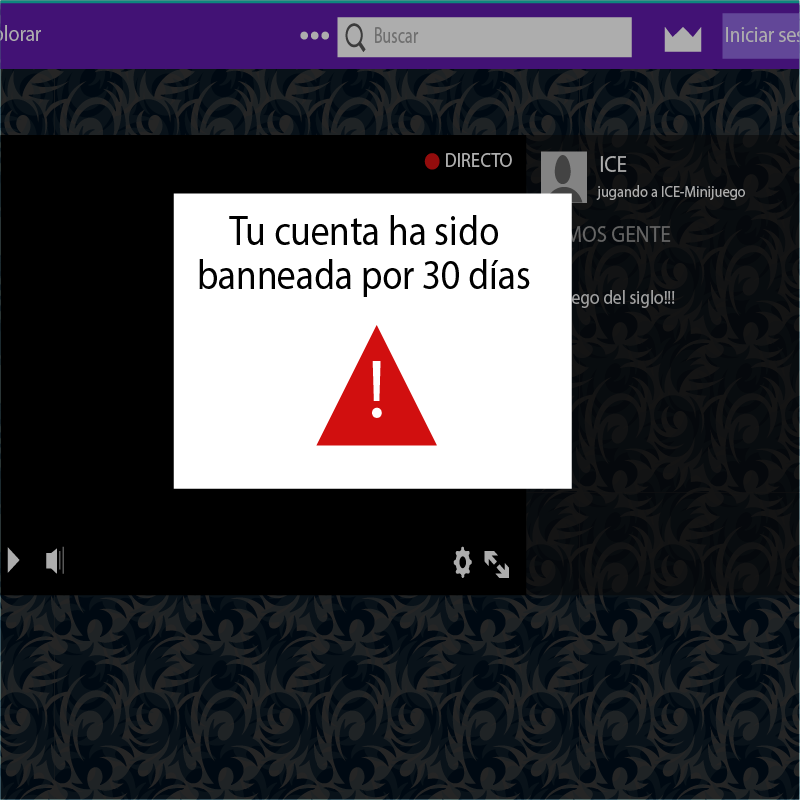 plorar
Buscar
Iniciar ses
DIRECTO
ICE
jugando a ICE-Minijuego
MOS GENTE
ego del siglo!!!
Tu cuenta ha sido
banneada por 30 días
!